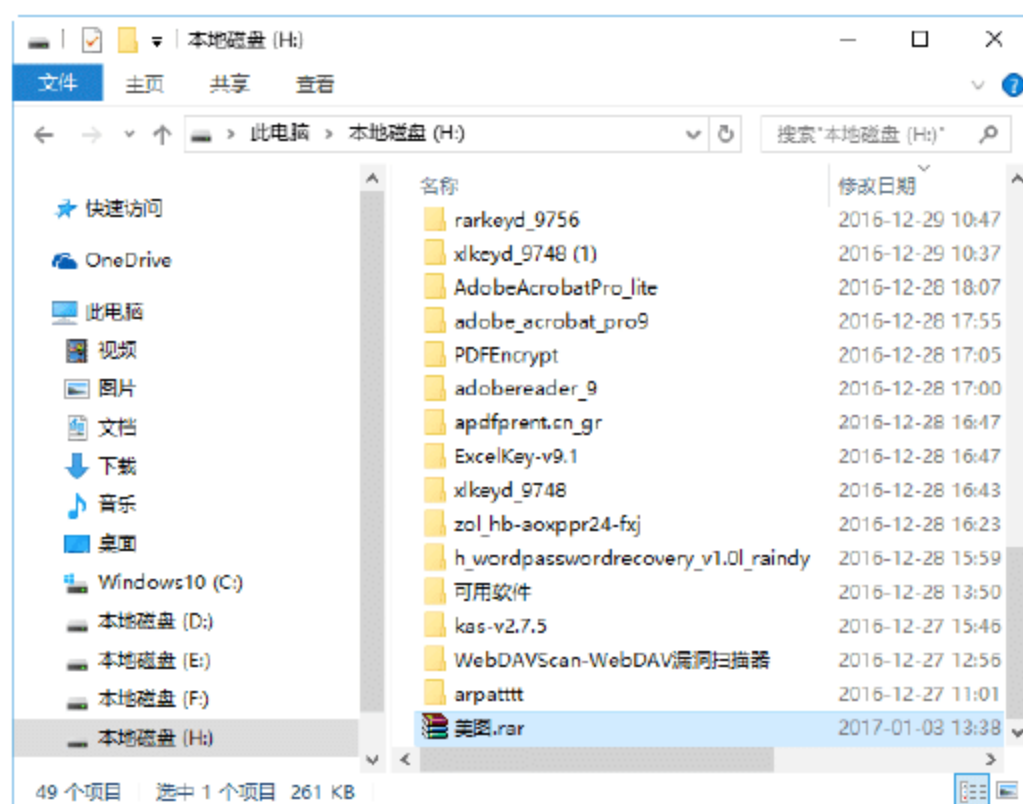 本地磁盘 (H:)
文件 主页 共享 查看
此电脑 › 本地磁盘 (H:) 搜索"本地磁盘 (H:)"
快速访问
OneDrive
此电脑
视频
图片
文档
下载
音乐
桌面
Windows10 (C:)
本地磁盘 (D:)
本地磁盘 (E:)
本地磁盘 (F:)
本地磁盘 (H:)
名称 修改日期
rarkeyd_9756 2016-12-29 10:47
xlkeyd_9748 (1) 2016-12-29 10:37
AdobeAcrobatPro_lite 2016-12-28 18:07
adobe_acrobat_pro9 2016-12-28 17:55
PDFEncrypt 2016-12-28 17:05
adobereader_9 2016-12-28 17:00
apdfprent.cn_gr 2016-12-28 16:47
ExcelKey-v9.1 2016-12-28 16:47
xlkeyd_9748 2016-12-28 16:43
zol_hb-aoxppr24-fxj 2016-12-28 16:23
h_wordpasswordrecovery_v1.0l_raindy 2016-12-28 15:59
可用软件 2016-12-28 13:50
kas-v2.7.5 2016-12-27 15:46
WebDAVScan-WebDAV漏洞扫描器 2016-12-27 12:56
arpatttt 2016-12-27 11:01
美图.rar 2017-01-03 13:38
49 个项目 选中 1 个项目 261 KB